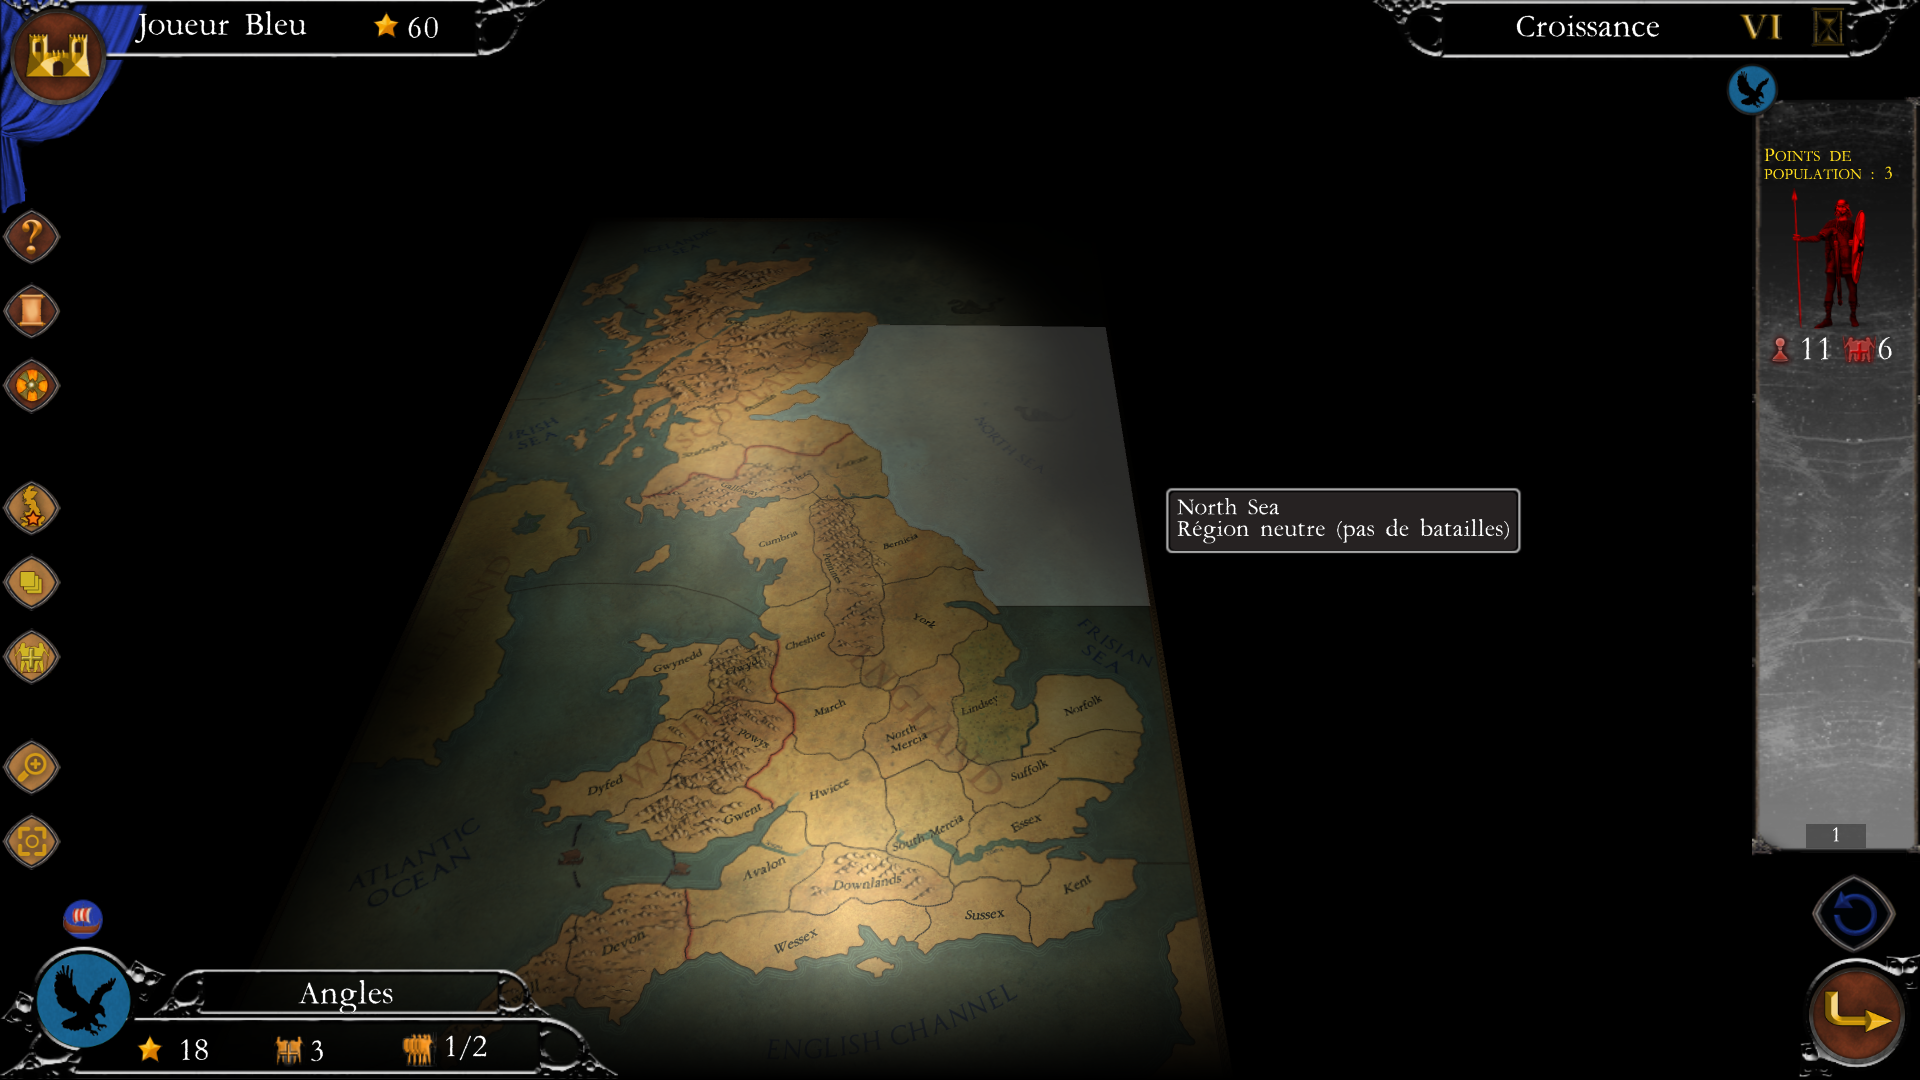 Joueur Bleu
60
Croissance
VI
POINTS DE
POPULATION : 3
11
6
1
North Sea
Région neutre (pas de batailles)
IRISH
SEA
NORTH SEA
Cumbria
Pennines
Bernicia
York
Cheshire
FRISIAN
SEA
Gwynedd
Clwyd
Lindsey
Norfolk
March
North
Mercia
Powys
Suffolk
Dyfed
Hwicce
Gwent
South Mercia
Essex
Avalon
Downlands
Kent
Sussex
Wessex
Devon
ATLANTIC
OCEAN
ENGLISH CHANNEL
ENGLAND
Angles
18
3
1/2